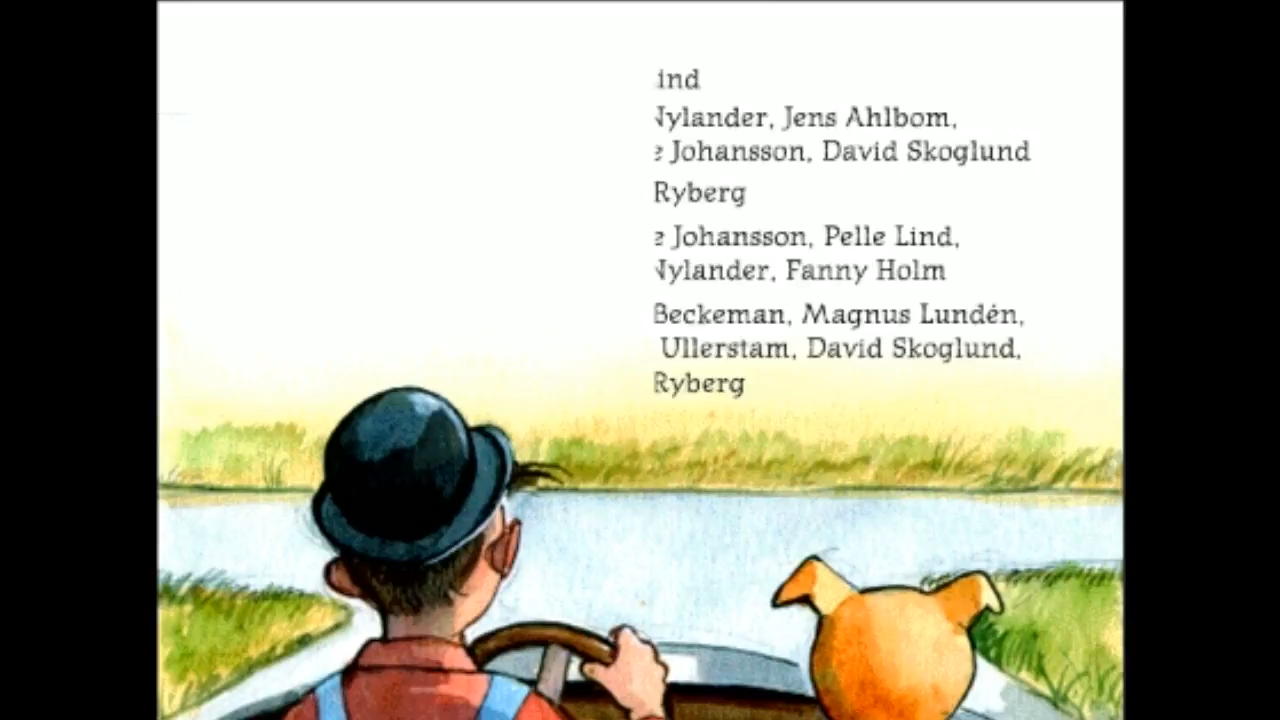 ind
Nylander, Jens Ahlbom,
Johansson, David Skoglund
Ryberg
Johansson, Pelle Lind,
Nylander, Fanny Holm
Beckeman, Magnus Lundén,
Ullerstam, David Skoglund,
Ryberg